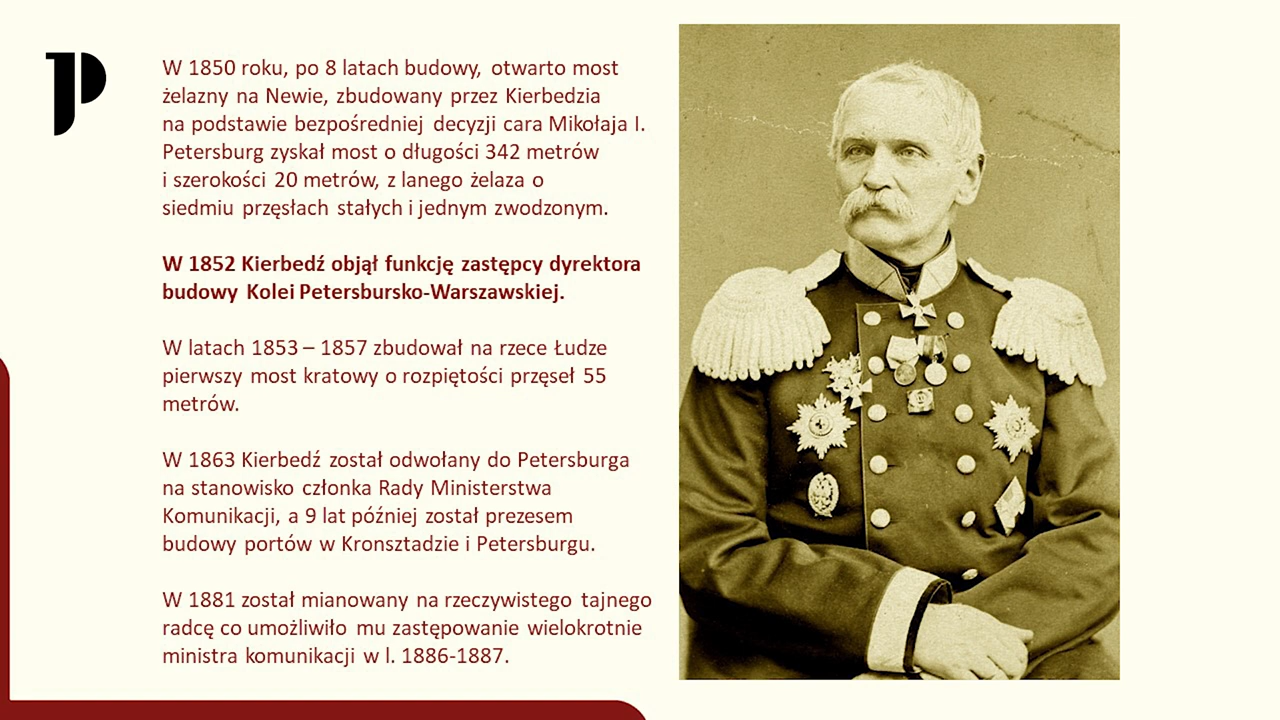 W 1850 roku, po 8 latach budowy, otwarto most
żelazny na Newie, zbudowany przez Kierbedzia
na podstawie bezpośredniej decyzji cara Mikołaja I.
Petersburg zyskał most o długości 342 metrów
i szerokości 20 metrów, z lanego żelaza o
siedmiu przęsłach stałych i jednym zwodzonym.
W 1852 Kierbedź objął funkcję zastępcy dyrektora
budowy Kolei Petersbursko-Warszawskiej.
W latach 1853 – 1857 zbudował na rzece Łudze
pierwszy most kratowy o rozpiętości przęseł 55
metrów.
W 1863 Kierbedź został odwołany do Petersburga
na stanowisko członka Rady Ministerstwa
Komunikacji, a 9 lat później został prezesem
budowy portów w Kronsztadzie i Petersburgu.
W 1881 został mianowany na rzeczywistego tajnego
radcę co umożliwiło mu zastępowanie wielokrotnie
ministra komunikacji w l. 1886-1887.